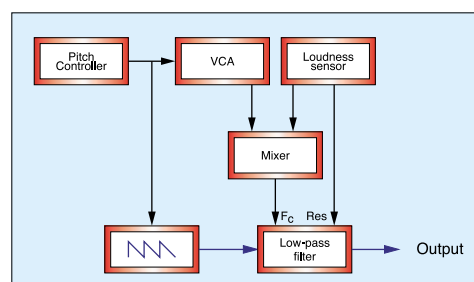 Pitch
Controller
VCA
Loudness
sensor
Mixer
Fc
Res
Low-pass
filter
Output